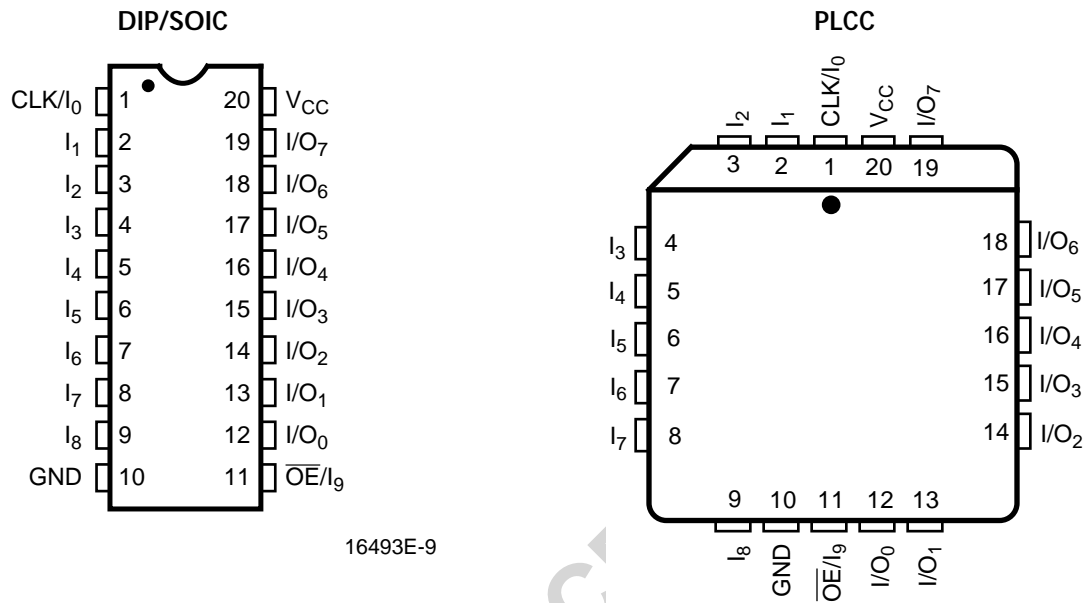 DIP/SOIC
CLK/I₀ 1 20 V_CC
I₁ 2 19 I/O₇
I₂ 3 18 I/O₆
I₃ 4 17 I/O₅
I₄ 5 16 I/O₄
I₅ 6 15 I/O₃
I₆ 7 14 I/O₂
I₇ 8 13 I/O₁
I₈ 9 12 I/O₀
GND 10 11 O̅E̅/I₉
16493E-9
PLCC
I₂ I₁ CLK/I₀ V_CC I/O₇
3 2 1 20 19
I₃ 4 18 I/O₆
I₄ 5 17 I/O₅
I₅ 6 16 I/O₄
I₆ 7 15 I/O₃
I₇ 8 14 I/O₂
9 10 11 12 13
I₈ GND O̅E̅/I₉ I/O₀ I/O₁